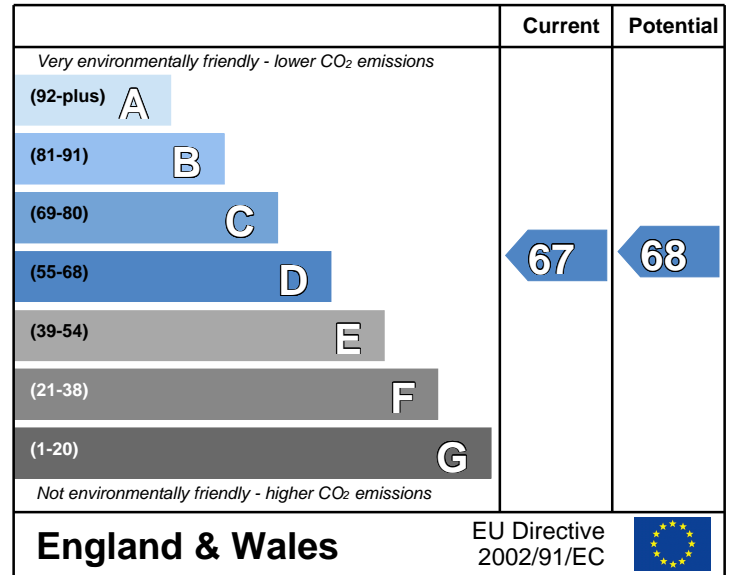 Current Potential
Very environmentally friendly - lower CO₂ emissions
(92-plus) A
(81-91) B
(69-80) C
(55-68) D
67 68
(39-54) E
(21-38) F
(1-20) G
Not environmentally friendly - higher CO₂ emissions
England & Wales
EU Directive
2002/91/EC